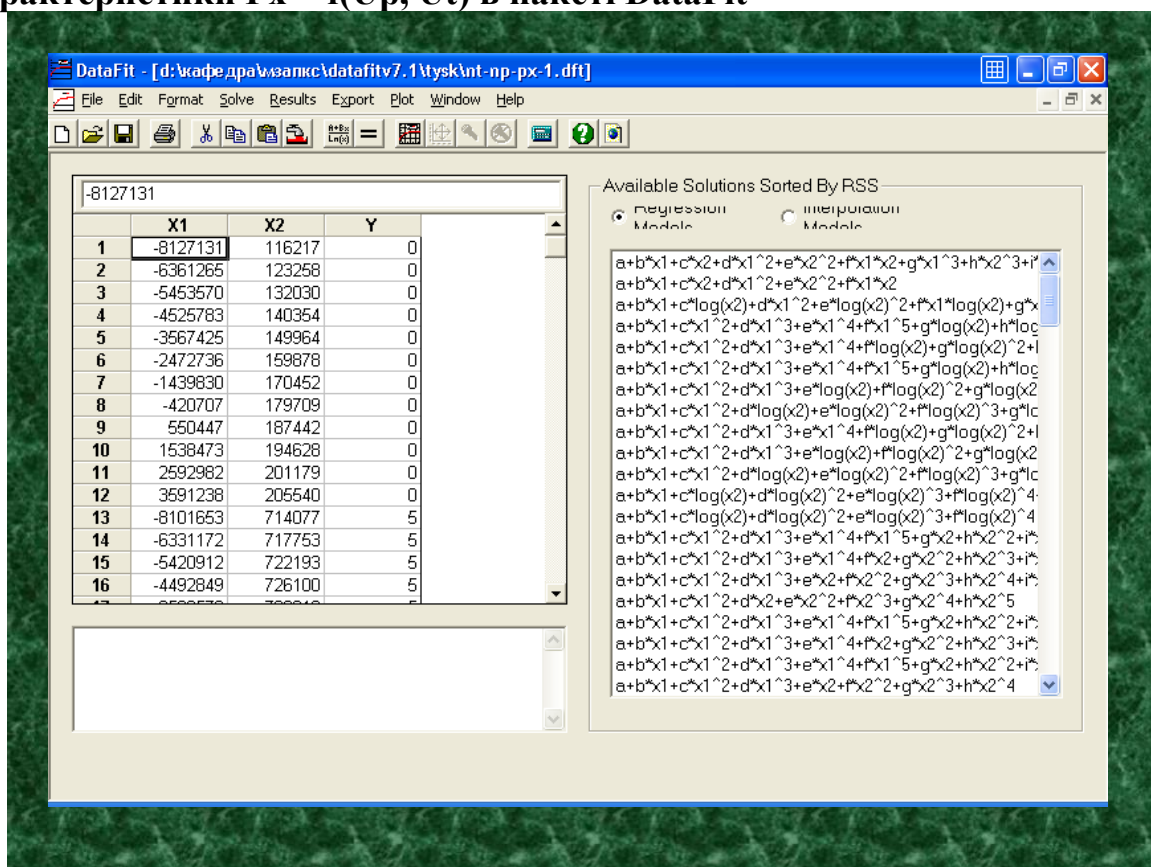 в пакеті DataFit
DataFit - [d:\кафедра\мзапкс\datafitv7.1\tysk\nt-np-px-1.dft]
File Edit Format Solve Results Export Plot Window Help
-8127131
X1 X2 Y
1 -8127131 116217 0
2 -6361265 123258 0
3 -5453570 132030 0
4 -4525783 140354 0
5 -3567425 149964 0
6 -2472736 159878 0
7 -1439830 170452 0
8 -420707 179709 0
9 550447 187442 0
10 1538473 194628 0
11 2592982 201179 0
12 3591238 205540 0
13 -8101653 714077 5
14 -6331172 717753 5
15 -5420912 722193 5
16 -4492849 726100 5
Available Solutions Sorted By RSS
Regression Models
Interpolation Models
a+b*x1+c*x2+d*x1^2+e*x2^2+f*x1*x2+g*x1^3+h*x2^3+i*
a+b*x1+c*x2+d*x1^2+e*x2^2+f*x1*x2
a+b*x1+c*log(x2)+d*x1^2+e*log(x2)^2+f*x1*log(x2)+g*x
a+b*x1+c*x1^2+d*x1^3+e*x1^4+f*x1^5+g*log(x2)+h*log
a+b*x1+c*x1^2+d*x1^3+e*x1^4+f*log(x2)+g*log(x2)^2+
a+b*x1+c*x1^2+d*x1^3+e*x1^4+f*x1^5+g*log(x2)+h*log
a+b*x1+c*x1^2+d*x1^3+e*log(x2)+f*log(x2)^2+g*log(x2
a+b*x1+c*x1^2+d*log(x2)+e*log(x2)^2+f*log(x2)^3+g*lo
a+b*x1+c*x1^2+d*x1^3+e*x1^4+f*log(x2)+g*log(x2)^2+
a+b*x1+c*x1^2+d*x1^3+e*log(x2)+f*log(x2)^2+g*log(x2
a+b*x1+c*x1^2+d*log(x2)+e*log(x2)^2+f*log(x2)^3+g*lo
a+b*x1+c*log(x2)+d*log(x2)^2+e*log(x2)^3+f*log(x2)^4
a+b*x1+c*log(x2)+d*log(x2)^2+e*log(x2)^3+f*log(x2)^4
a+b*x1+c*x1^2+d*x1^3+e*x1^4+f*x1^5+g*x2+h*x2^2+i*
a+b*x1+c*x1^2+d*x1^3+e*x1^4+f*x2+g*x2^2+h*x2^3+i*
a+b*x1+c*x1^2+d*x1^3+e*x2+f*x2^2+g*x2^3+h*x2^4+i*
a+b*x1+c*x1^2+d*x2+e*x2^2+f*x2^3+g*x2^4+h*x2^5
a+b*x1+c*x1^2+d*x1^3+e*x1^4+f*x1^5+g*x2+h*x2^2+i*
a+b*x1+c*x1^2+d*x1^3+e*x1^4+f*x2+g*x2^2+h*x2^3+i*
a+b*x1+c*x1^2+d*x1^3+e*x1^4+f*x1^5+g*x2+h*x2^2+i*
a+b*x1+c*x1^2+d*x1^3+e*x2+f*x2^2+g*x2^3+h*x2^4